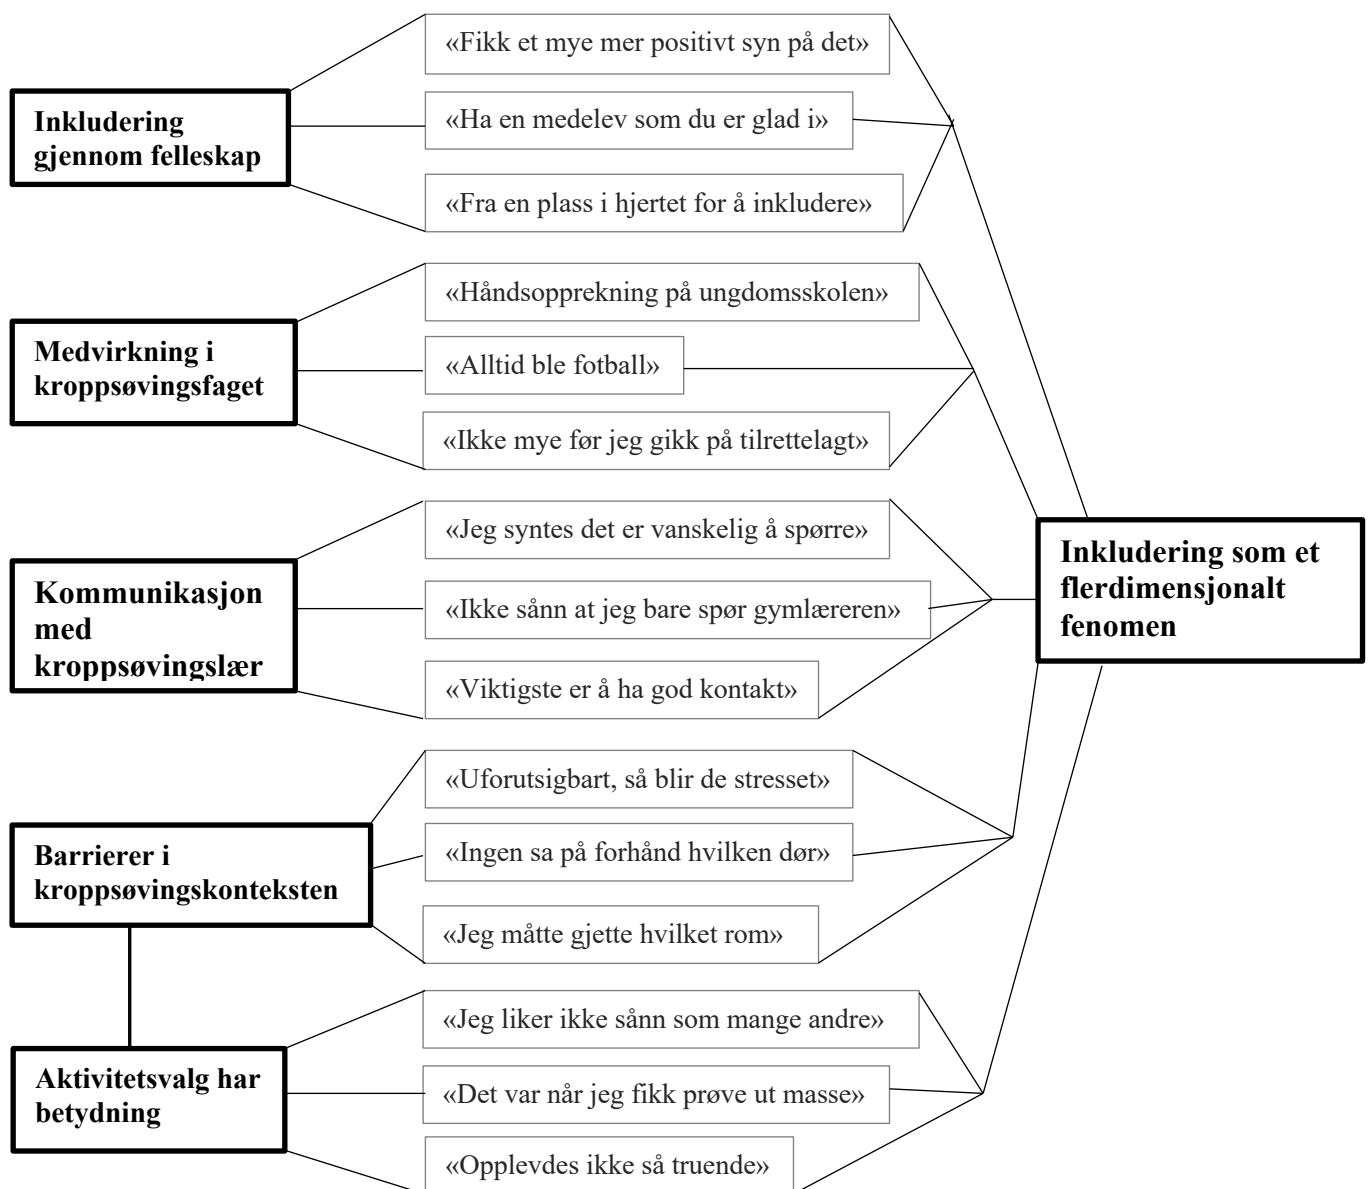 Inkludering
gjennom felleskap
«Fikk et mye mer positivt syn på det»
«Ha en medelev som du er glad i»
«Fra en plass i hjertet for å inkludere»
Medvirkning i
kroppsøvingsfaget
«Håndsopprekning på ungdomsskolen»
«Alltid ble fotball»
«Ikke mye før jeg gikk på tilrettelagt»
Kommunikasjon
med
kroppsøvingslær
«Jeg syntes det er vanskelig å spørre»
«Ikke sånn at jeg bare spør gymlæreren»
«Viktigste er å ha god kontakt»
Barrierer i
kroppsøvingskonteksten
«Uforutsigbart, så blir de stresset»
«Ingen sa på forhånd hvilken dør»
«Jeg måtte gjette hvilket rom»
Aktivitetsvalg har
betydning
«Jeg liker ikke sånn som mange andre»
«Det var når jeg fikk prøve ut masse»
«Opplevdes ikke så truende»
Inkludering som et
flerdimensjonalt
fenomen